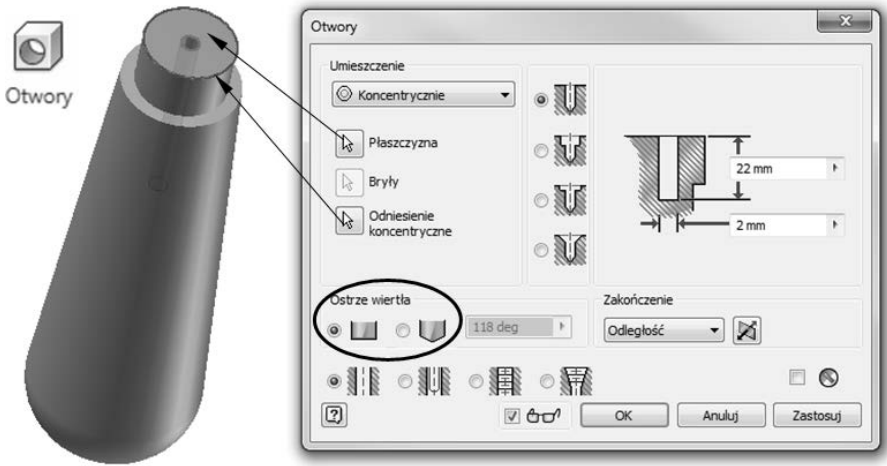 Otwory
Otwory
Umieszczenie
Koncentrycznie
Płaszczyzna
Bryły
Odniesienie
koncentryczne
22 mm
2 mm
Ostrze wiertła
118 deg
Zakończenie
Odległość
OK
Anuluj
Zastosuj